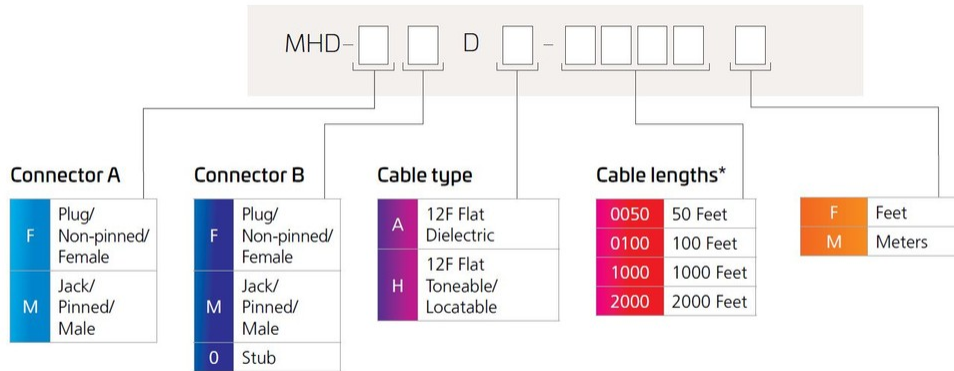 MHD- D -
Connector A
F
Plug/
Non-pinned/
Female
M
Jack/
Pinned/
Male
Connector B
F
Plug/
Non-pinned/
Female
M
Jack/
Pinned/
Male
0 Stub
Cable type
A
12F Flat
Dielectric
H
12F Flat
Toneable/
Locatable
Cable lengths*
0050 50 Feet
0100 100 Feet
1000 1000 Feet
2000 2000 Feet
F Feet
M Meters